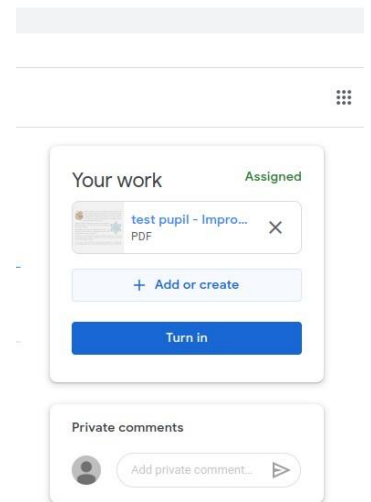 Your work
Assigned
test pupil - Impro...
PDF
+ Add or create
Turn in
Private comments
Add private comment...